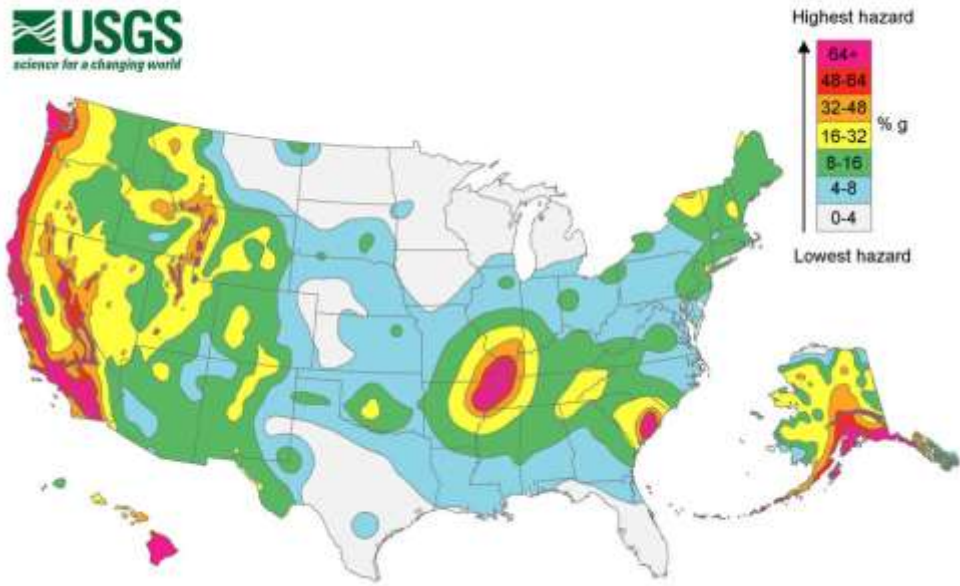 USGS
science for a changing world
Highest hazard
64+
48-64
32-48
16-32
8-16
4-8
0-4
% g
Lowest hazard